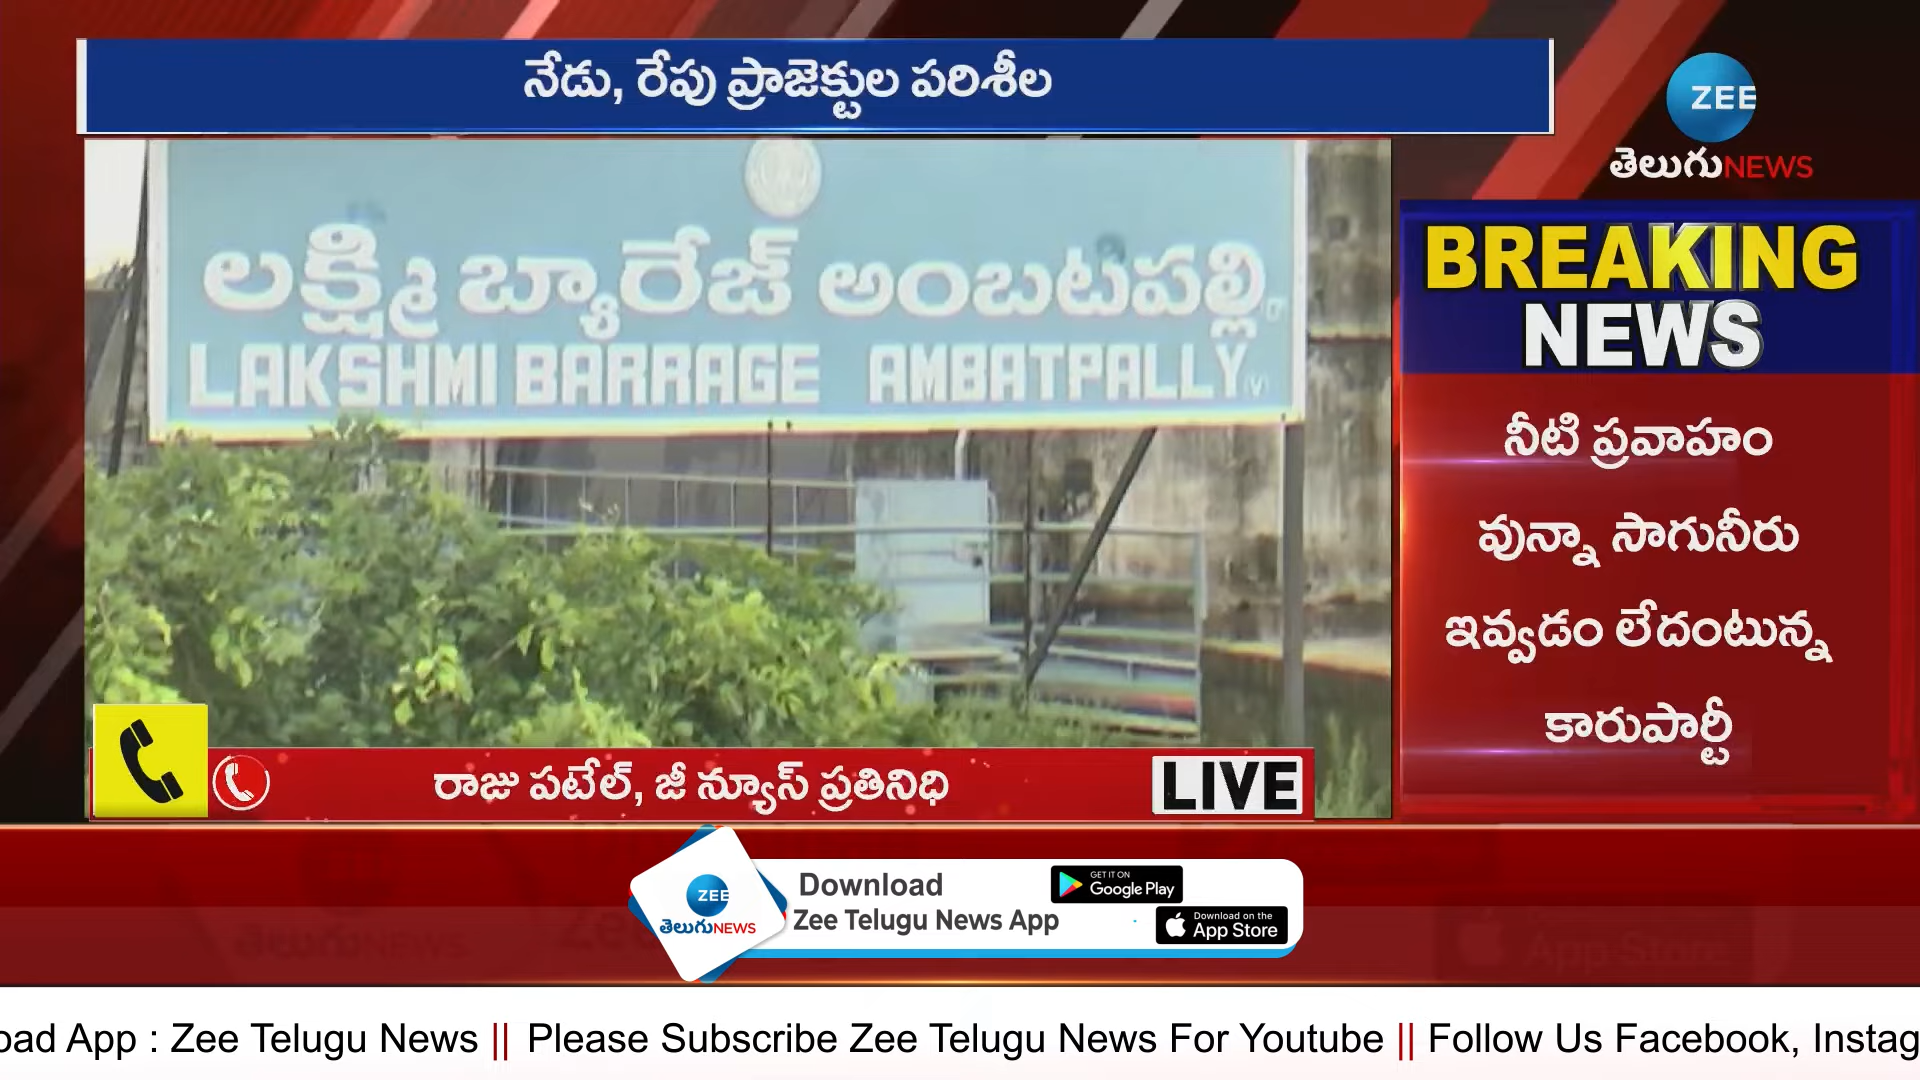 నేడు, రేపు ప్రాజెక్టుల పరిశీల
ZEE
తెలుగు NEWS
లక్ష్మి బ్యారేజ్ అంబటపల్లి
LAKSHMI BARRAGE AMBATPALLY (V)
BREAKING
NEWS
నీటి ప్రవాహం
వున్నా సాగునీరు
ఇవ్వడం లేదంటున్న
కారుపార్టీ
రాజు పటేల్, జీ న్యూస్ ప్రతినిధి
LIVE
ZEE
తెలుగు NEWS
Download
Zee Telugu News App
GET IT ON
Google Play
Download on the
App Store
oad App : Zee Telugu News || Please Subscribe Zee Telugu News For Youtube || Follow Us Facebook, Instag